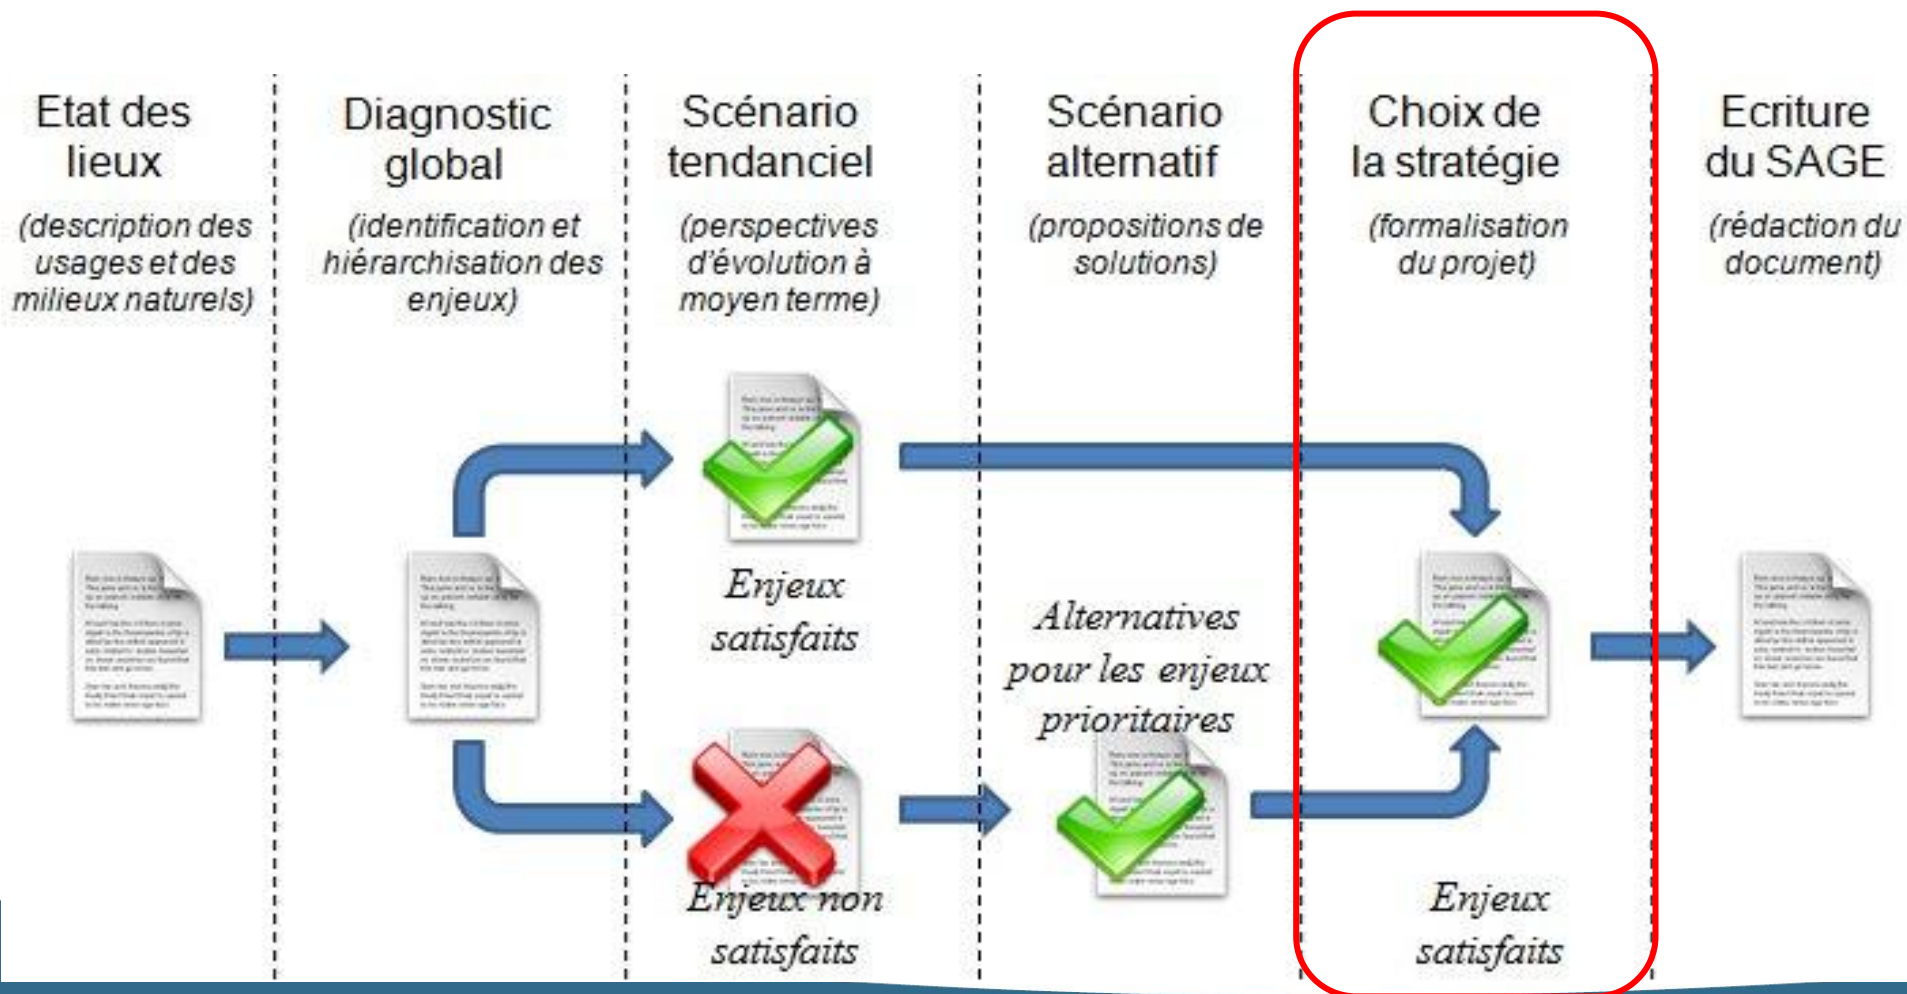 Etat des
lieux
(description des
usages et des
milieux naturels)
Diagnostic
global
(identification et
hiérarchisation des
enjeux)
Scénario
tendanciel
(perspectives
d'évolution à
moyen terme)
Scénario
alternatif
(propositions de
solutions)
Choix de
la stratégie
(formalisation
du projet)
Ecriture
du SAGE
(rédaction du
document)
Enjeux
satisfaits
Alternatives
pour les enjeux
prioritaires
Enjeux non
satisfaits
Enjeux
satisfaits